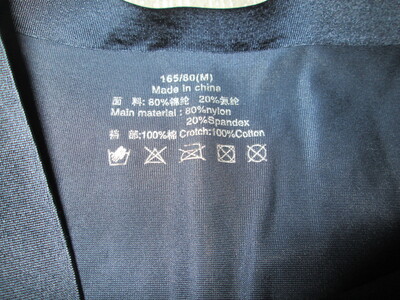 165/80(M)
Made in china
面 料: 80%锦纶 20%氨纶
Main material : 80%nylon
20%Spandex
裆 部:100%棉 Crotch:100%Cotton